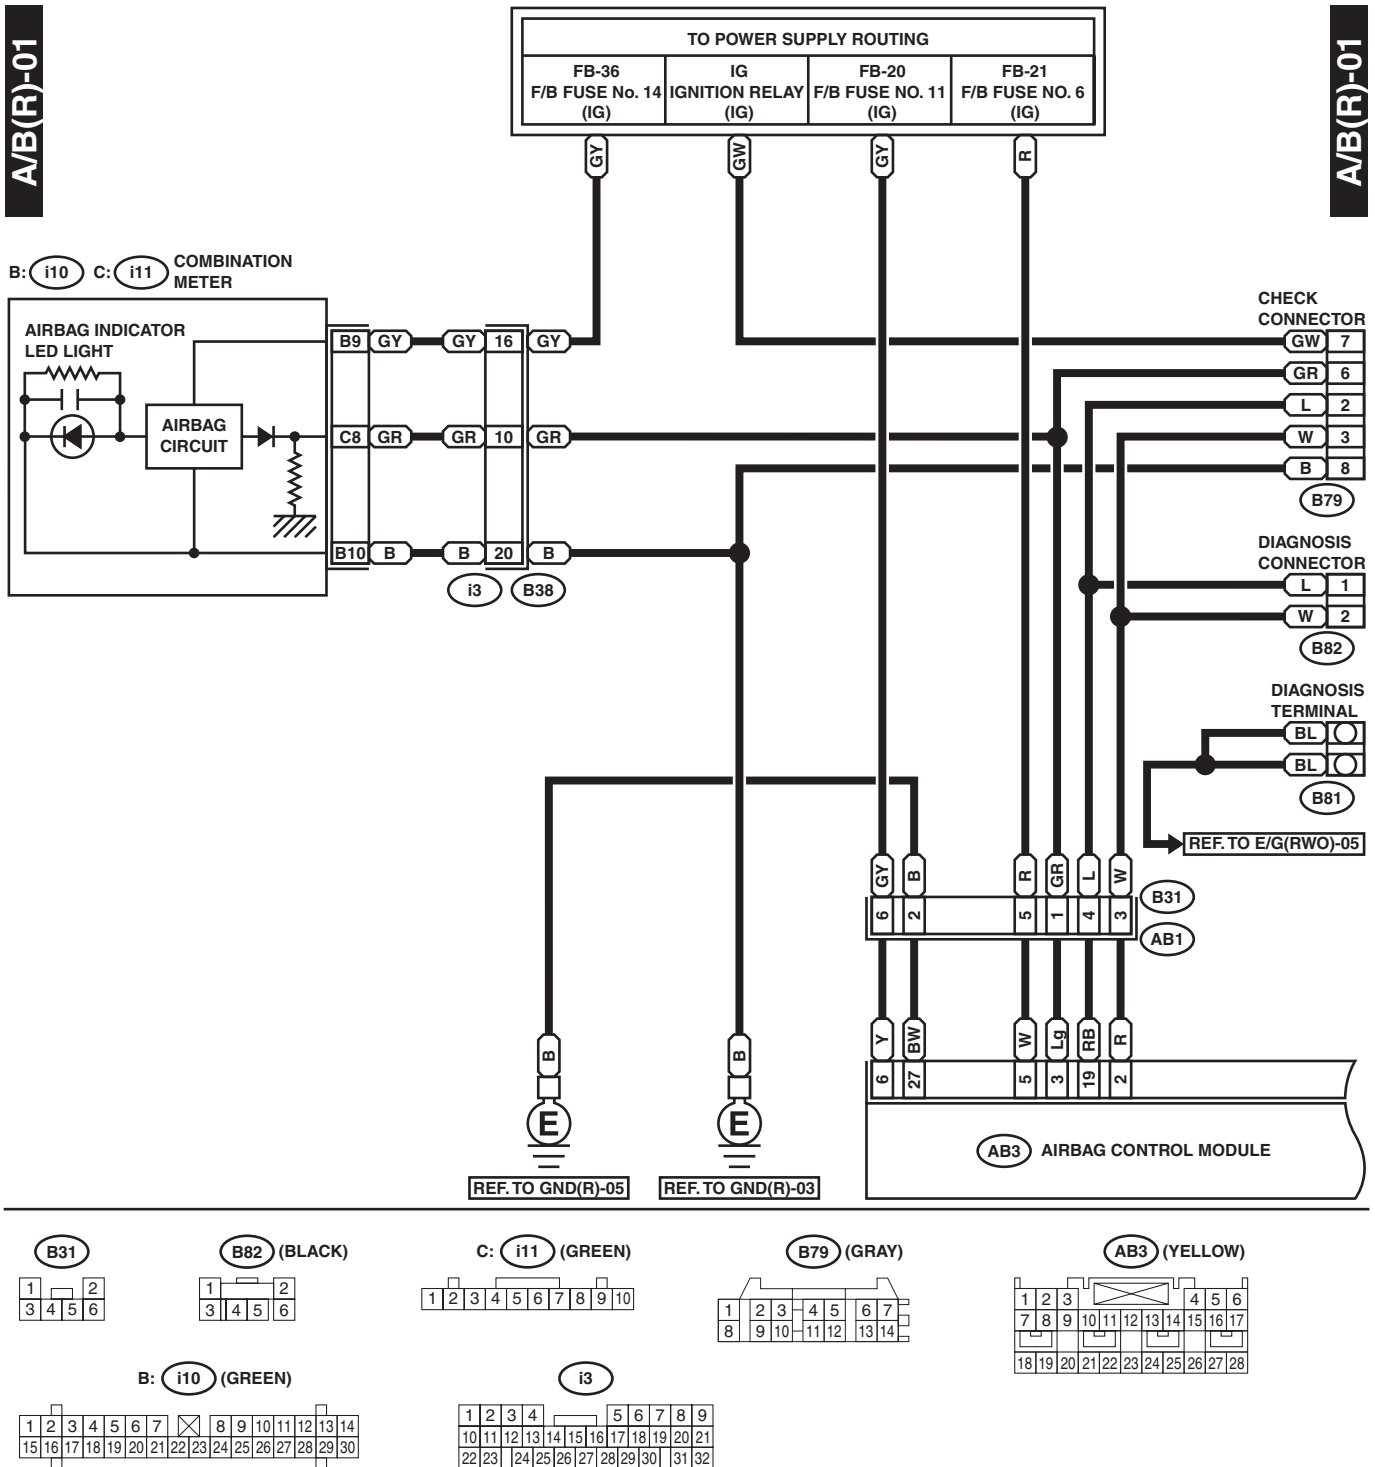 A/B(R)-01
A/B(R)-01
TO POWER SUPPLY ROUTING
FB-36
F/B FUSE No. 14
(IG)
IG
IGNITION RELAY
(IG)
FB-20
F/B FUSE NO. 11
(IG)
FB-21
F/B FUSE NO. 6
(IG)
GY
GW
GY
R
B: i10 C: i11 COMBINATION
METER
AIRBAG INDICATOR
LED LIGHT
AIRBAG
CIRCUIT
B9 GY GY 16 GY
C8 GR GR 10 GR
B10 B B 20 B
i3 B38
CHECK
CONNECTOR
GW 7
GR 6
L 2
W 3
B 8
B79
DIAGNOSIS
CONNECTOR
L 1
W 2
B82
DIAGNOSIS
TERMINAL
BL
BL
B81
REF. TO E/G(RWO)-05
GY B R GR L W
B31
6 2 5 1 4 3
AB1
B B
Y BW W Lg RB R
6 27 5 3 19 2
E E
AB3 AIRBAG CONTROL MODULE
REF. TO GND(R)-05 REF. TO GND(R)-03
B31
1 2
3 4 5 6
B82 (BLACK)
1 2
3 4 5 6
C: i11 (GREEN)
1 2 3 4 5 6 7 8 9 10
B79 (GRAY)
1 2 3 4 5 6 7
8 9 10 11 12 13 14
AB3 (YELLOW)
1 2 3 4 5 6
7 8 9 10 11 12 13 14 15 16 17
18 19 20 21 22 23 24 25 26 27 28
B: i10 (GREEN)
1 2 3 4 5 6 7 8 9 10 11 12 13 14
15 16 17 18 19 20 21 22 23 24 25 26 27 28 29 30
i3
1 2 3 4 5 6 7 8 9
10 11 12 13 14 15 16 17 18 19 20 21
22 23 24 25 26 27 28 29 30 31 32